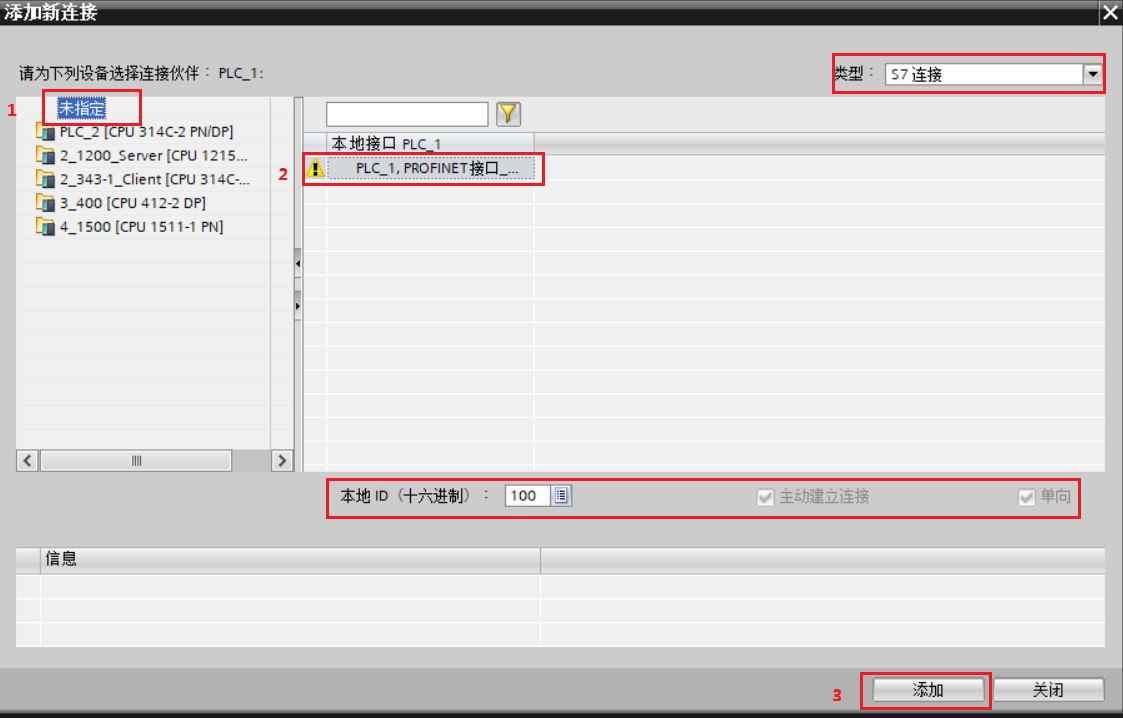 添加新连接
请为下列设备选择连接伙伴： PLC_1:
类型： S7 连接
1
未指定
PLC_2 [CPU 314C-2 PN/DP]
2_1200_Server [CPU 1215...
2_343-1_Client [CPU 314C-...
3_400 [CPU 412-2 DP]
4_1500 [CPU 1511-1 PN]
本地接口 PLC_1
2
PLC_1, PROFINET接口_...
本地 ID（十六进制）： 100
主动建立连接
单向
信息
3
添加
关闭